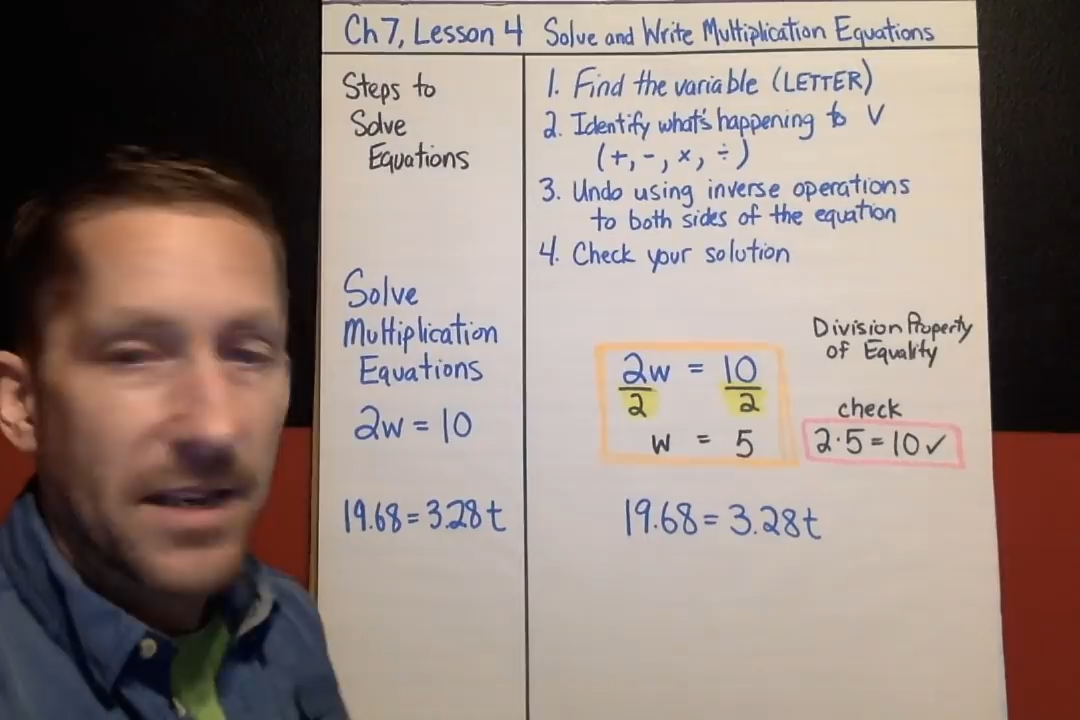 Ch 7, Lesson 4 Solve and Write Multiplication Equations
Steps to
Solve
Equations
1. Find the variable (LETTER)
2. Identify what's happening to V
(+, -, ×, ÷)
3. Undo using inverse operations
to both sides of the equation
4. Check your solution
Solve
Multiplication
Equations
2w = 10
19.68 = 3.28t
2w = 10
2 2
w = 5
Division Property
of Equality
check
2·5 = 10 ✓
19.68 = 3.28t